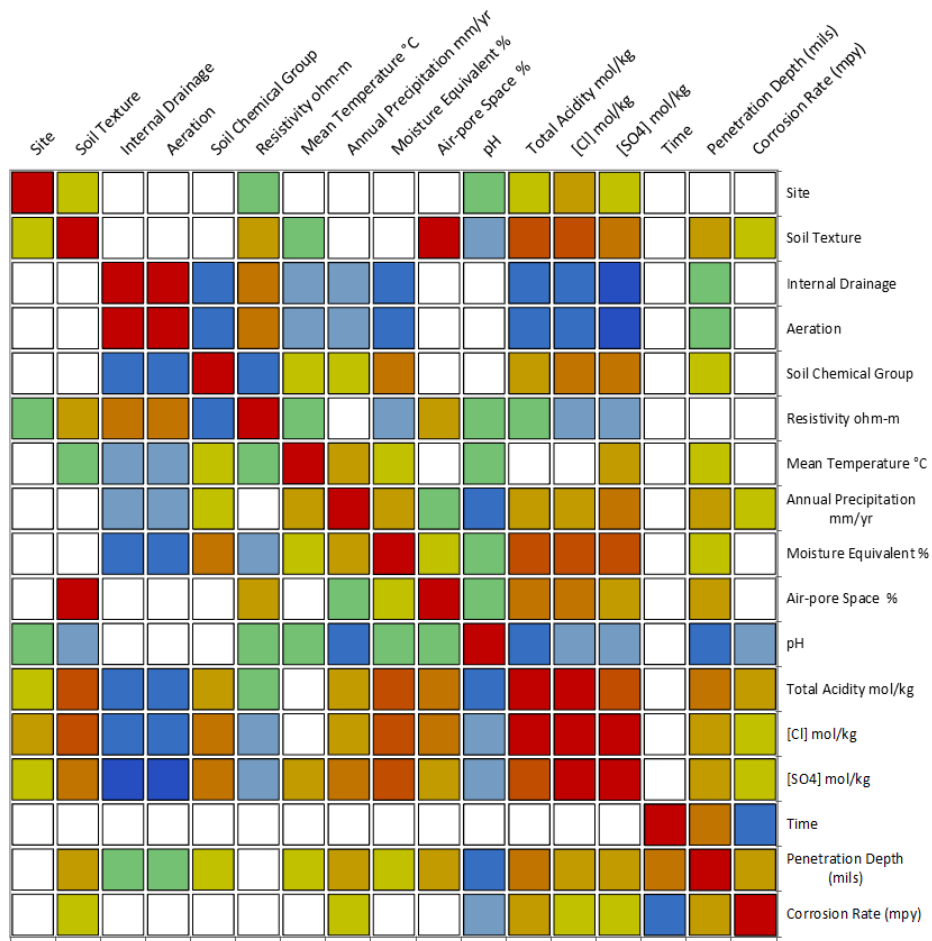 Site
Soil Texture
Internal Drainage
Aeration
Soil Chemical Group
Resistivity ohm-m
Mean Temperature °C
Annual Precipitation mm/yr
Moisture Equivalent %
Air-pore Space %
pH
Total Acidity mol/kg
[Cl] mol/kg
[SO4] mol/kg
Time
Penetration Depth (mils)
Corrosion Rate (mpy)
Site
Soil Texture
Internal Drainage
Aeration
Soil Chemical Group
Resistivity ohm-m
Mean Temperature °C
Annual Precipitation
mm/yr
Moisture Equivalent %
Air-pore Space %
pH
Total Acidity mol/kg
[Cl] mol/kg
[SO4] mol/kg
Time
Penetration Depth
(mils)
Corrosion Rate (mpy)